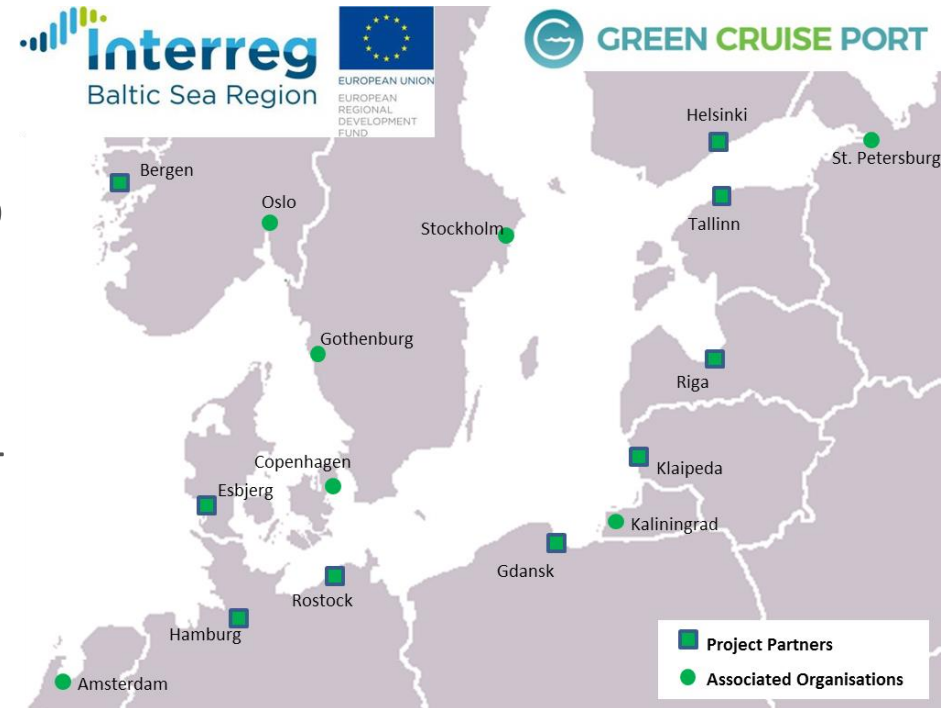 Interreg
Baltic Sea Region
EUROPEAN UNION
EUROPEAN
REGIONAL
DEVELOPMENT
FUND
GREEN CRUISE PORT
Helsinki
St. Petersburg
Bergen
Oslo
Tallinn
Stockholm
Gothenburg
Riga
Copenhagen
Klaipeda
Esbjerg
Kaliningrad
Gdansk
Rostock
Hamburg
Amsterdam
Project Partners
Associated Organisations